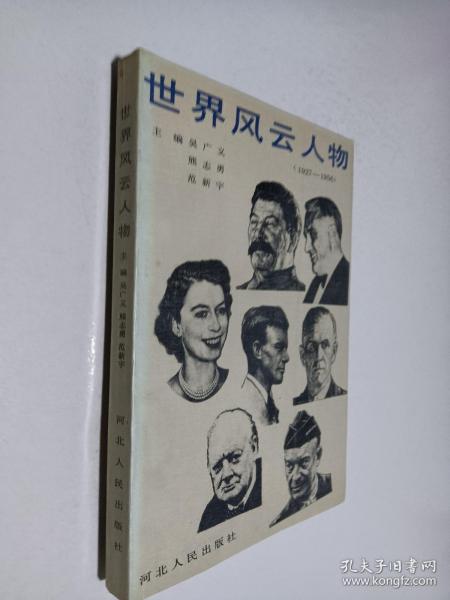 世界风云人物
(1927—1956)
主编 吴广义
熊志勇
范新宇
河北人民出版社
世界风云人物
主编 吴广义 熊志勇 范新宇
河北人民出版社
孔夫子旧书网
www.kongfz.com